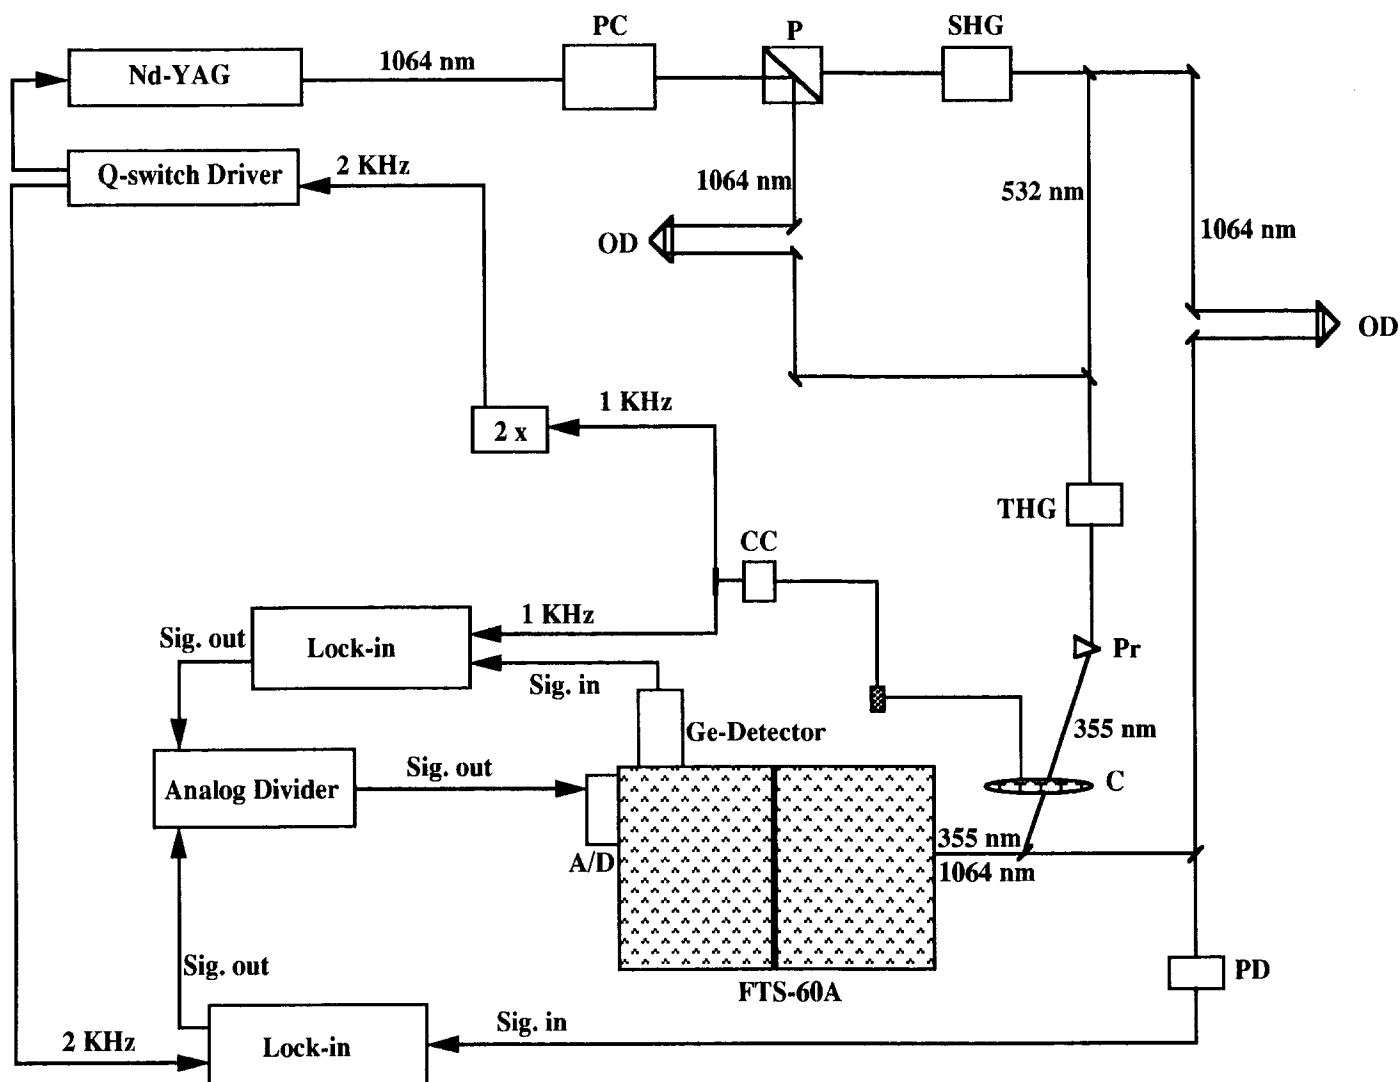 PC
P
SHG
Nd-YAG
1064 nm
Q-switch Driver
2 KHz
1064 nm
532 nm
1064 nm
OD
OD
2 x
1 KHz
THG
CC
1 KHz
Lock-in
Sig. out
Sig. in
Pr
355 nm
Ge-Detector
C
Analog Divider
Sig. out
A/D
355 nm
1064 nm
FTS-60A
Sig. out
PD
2 KHz
Lock-in
Sig. in